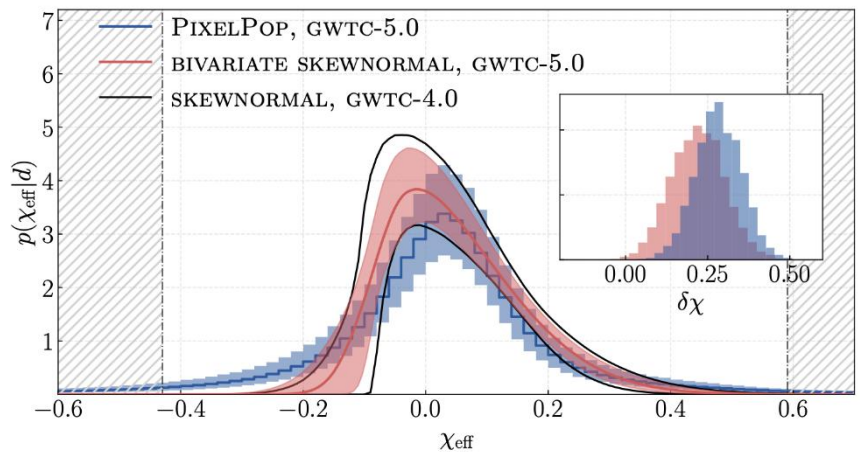 PIXELPOP, GWTC-5.0
BIVARIATE SKEWNORMAL, GWTC-5.0
SKEWNORMAL, GWTC-4.0
p(χeff|d)
7
6
5
4
3
2
1
−0.6 −0.4 −0.2 0.0 0.2 0.4 0.6
χeff
0.00 0.25 0.50
δχ